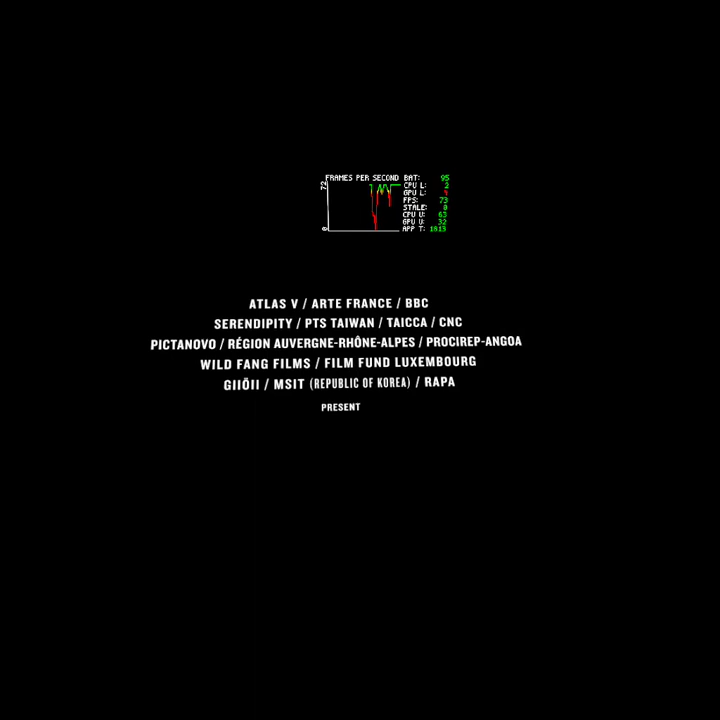 FRAMES PER SECOND BAT: 95
72 CPU L: 2
GPU L:
FPS: 73
STALE: 0
CPU U: 63
GPU U: 32
0 APP T: 1813
ATLAS V / ARTE FRANCE / BBC
SERENDIPITY / PTS TAIWAN / TAICCA / CNC
PICTANOVO / RÉGION AUVERGNE-RHÔNE-ALPES / PROCIREP-ANGOA
WILD FANG FILMS / FILM FUND LUXEMBOURG
GIIÖII / MSIT (REPUBLIC OF KOREA) / RAPA
PRESENT